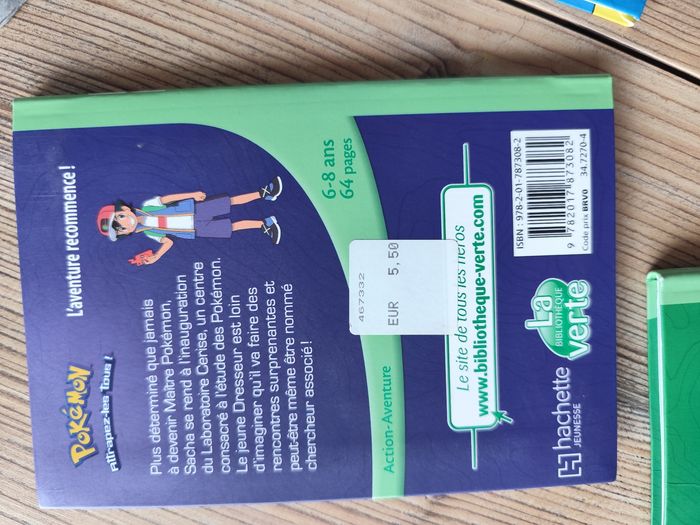 POKÉMON
Attrapez-les Tous !
L'aventure recommence !
Plus déterminé que jamais
à devenir Maître Pokémon,
Sacha se rend à l'inauguration
du Laboratoire Cerise, un centre
consacré à l'étude des Pokémon.
Le jeune Dresseur est loin
d'imaginer qu'il va faire des
rencontres surprenantes et
peut-être même être nommé
chercheur associé !
6-8 ans
64 pages
Action-Aventure
467332
EUR 5,50
Le site de tous les héros
www.bibliotheque-verte.com
hachette
JEUNESSE
La
BIBLIOTHÈQUE
verte
ISBN : 978-2-01-787308-2
9 782017 873082
Code prix BRVO 34.7270-4